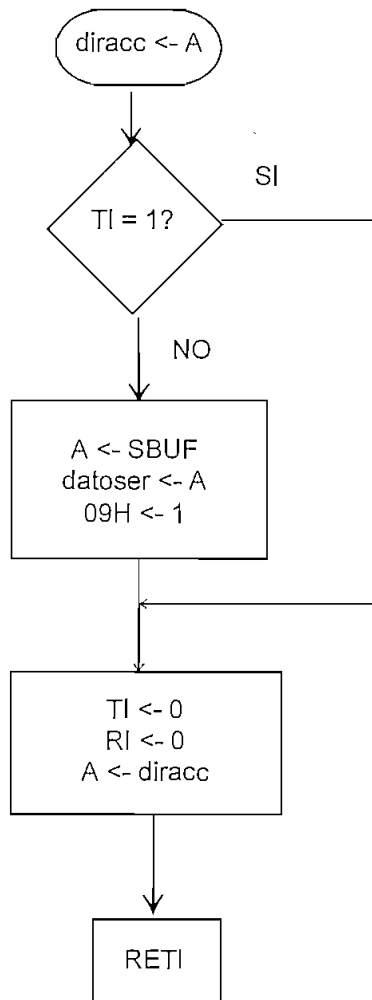 diracc <- A
SI
TI = 1?
NO
A <- SBUF
datoser <- A
09H <- 1
TI <- 0
RI <- 0
A <- diracc
RETI